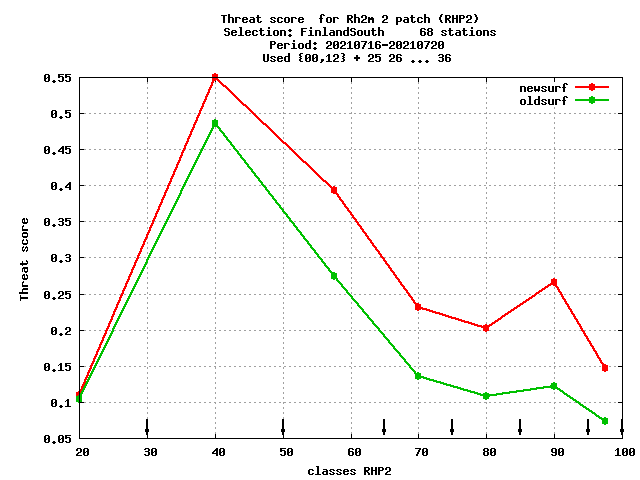 Threat score  for Rh2m 2 patch (RHP2)
Selection: FinlandSouth     68 stations
Period: 20210716-20210720
Used {00,12} + 25 26 ... 36
newsurf
oldsurf
0.55
0.5
0.45
0.4
0.35
0.3
0.25
0.2
0.15
0.1
0.05
Threat score
20 30 40 50 60 70 80 90 100
classes RHP2